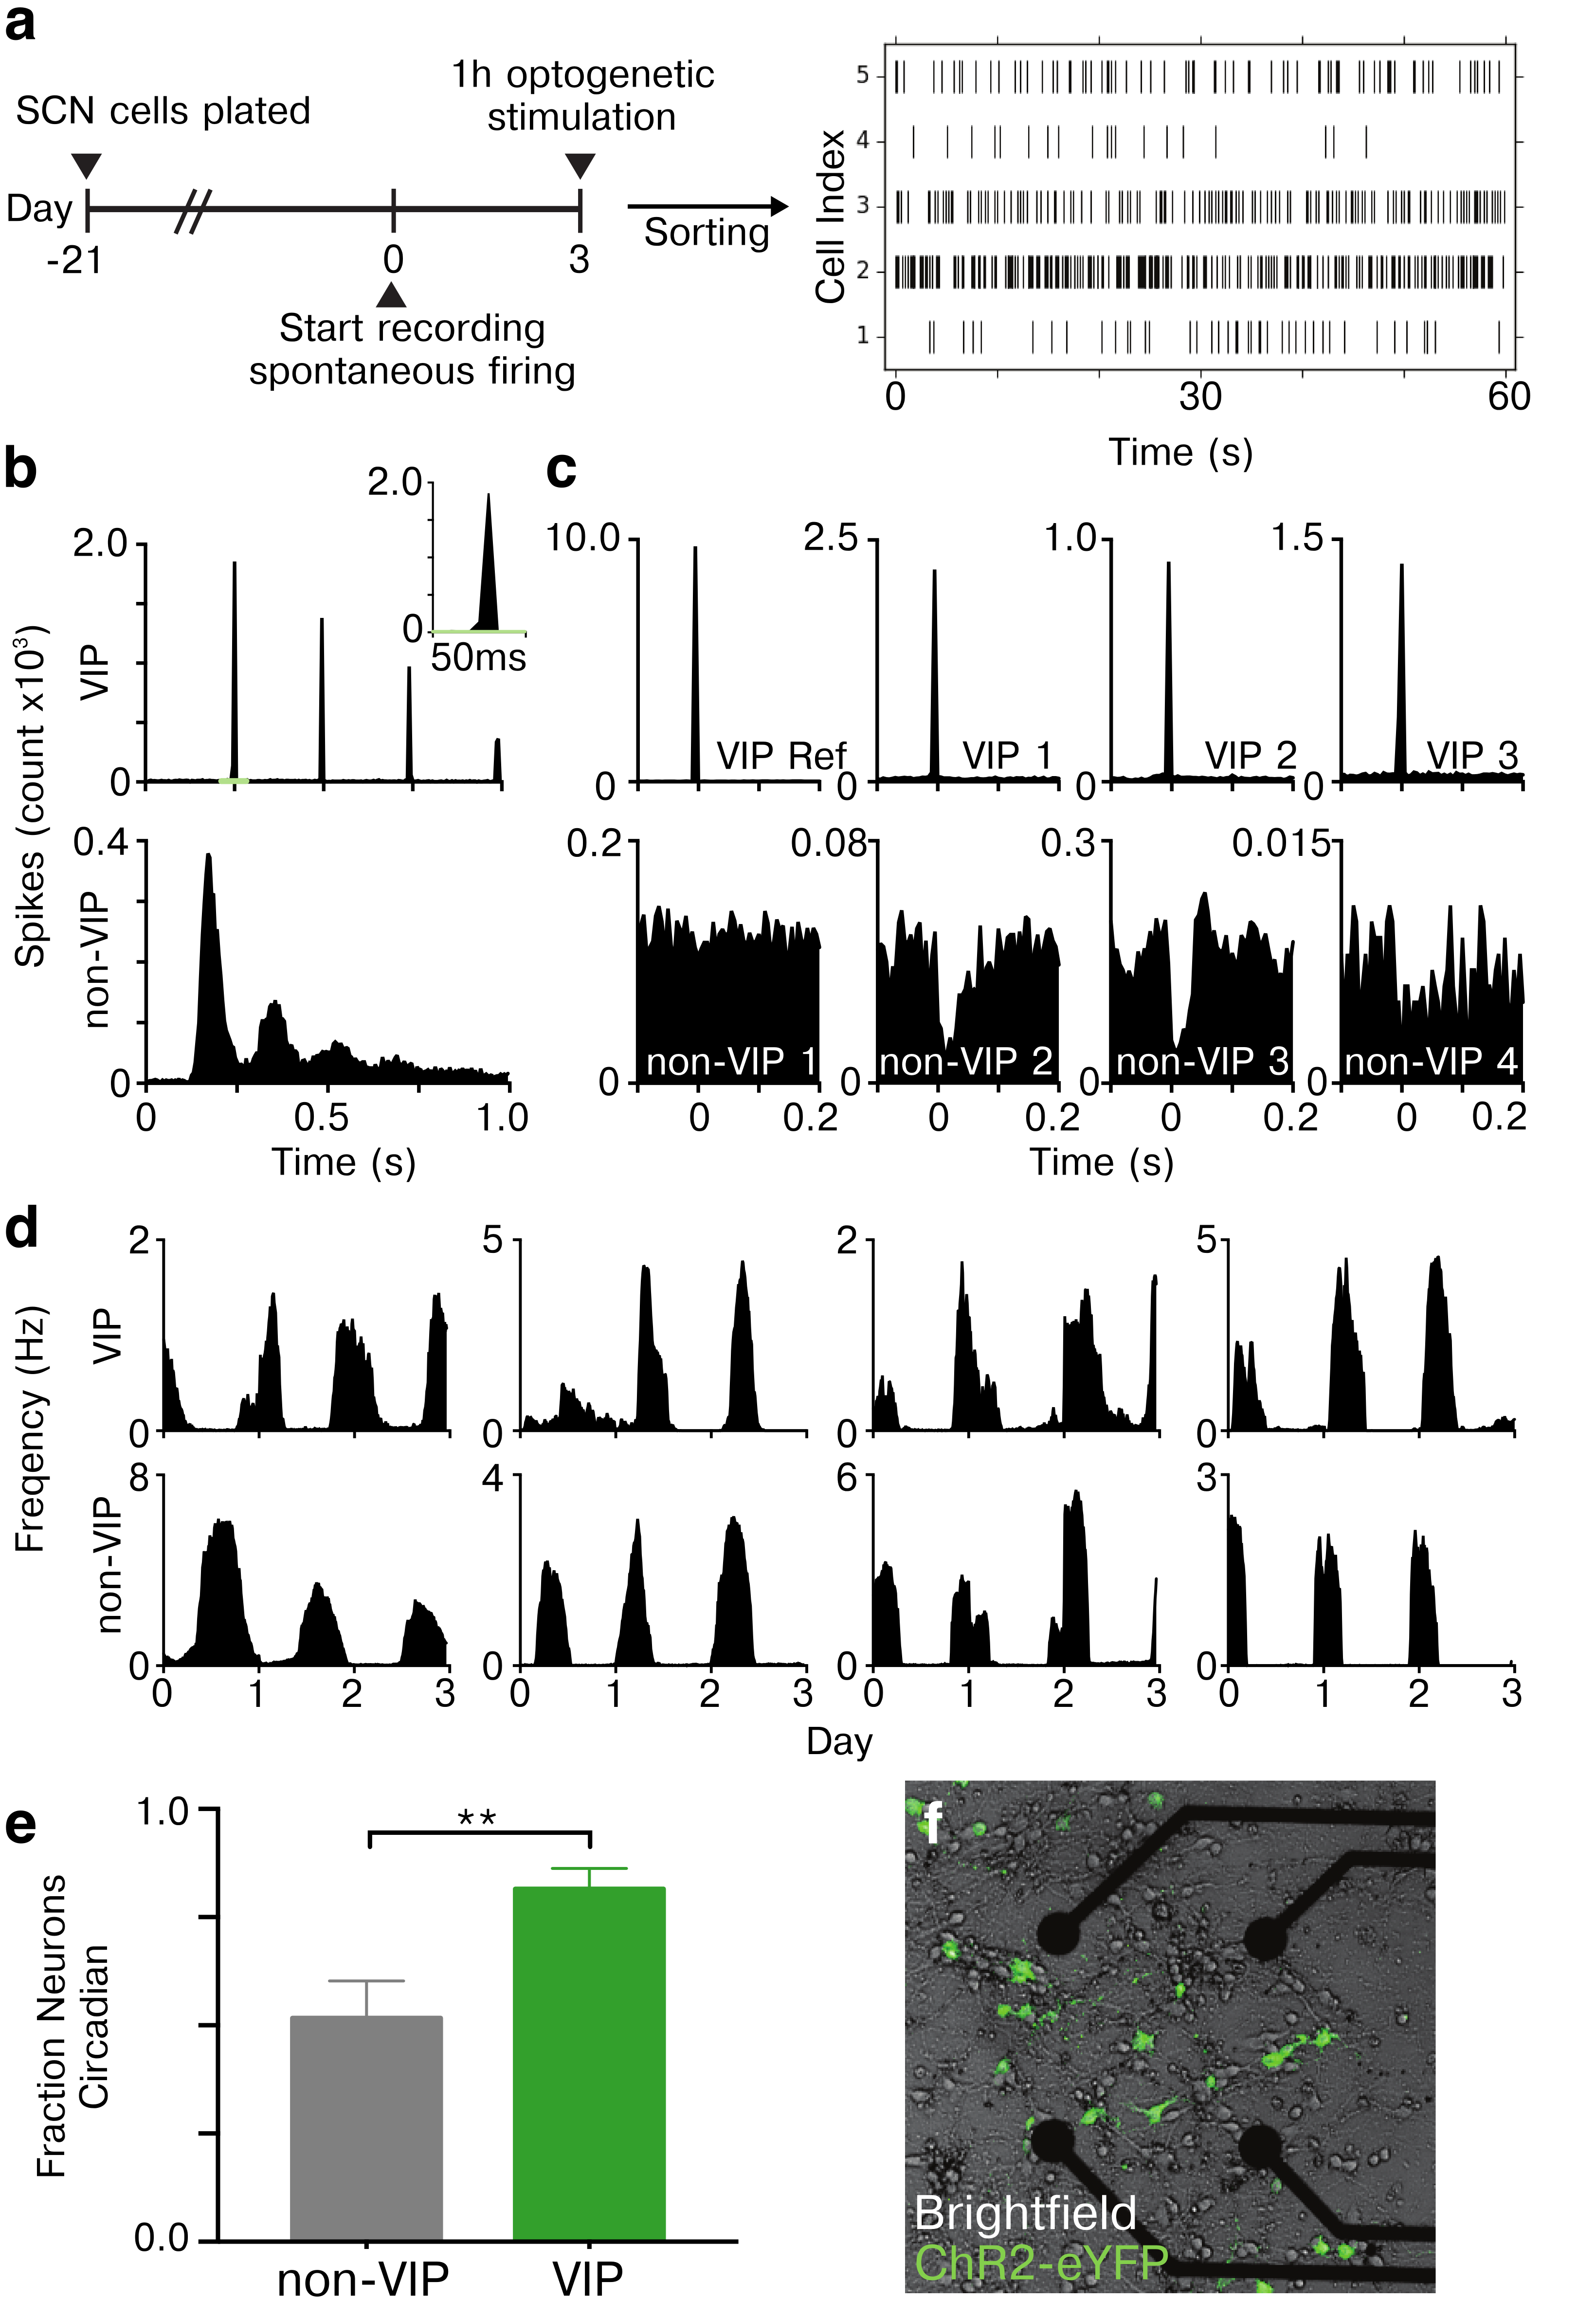 a
SCN cells plated
1h optogenetic
stimulation
Day
-21
0
3
Start recording
spontaneous firing
Sorting
Cell Index
5
4
3
2
1
0
30
60
Time (s)
b
Spikes (count x10³)
VIP
2.0
0
2.0
0
50ms
non-VIP
0.4
0
0
0.5
1.0
Time (s)
c
10.0
0
VIP Ref
2.5
0
VIP 1
1.0
0
VIP 2
1.5
0
VIP 3
0.2
0
non-VIP 1
0.08
0
non-VIP 2
0.3
0
non-VIP 3
0.015
0
non-VIP 4
0
0.2
0
0.2
0
0.2
0
0.2
Time (s)
d
Freqency (Hz)
VIP
2
0
5
0
2
0
5
0
non-VIP
8
0
4
0
6
0
3
0
0
1
2
3
0
1
2
3
0
1
2
3
0
1
2
3
Day
e
Fraction Neurons
Circadian
1.0
0.0
**
non-VIP
VIP
f
Brightfield
ChR2-eYFP